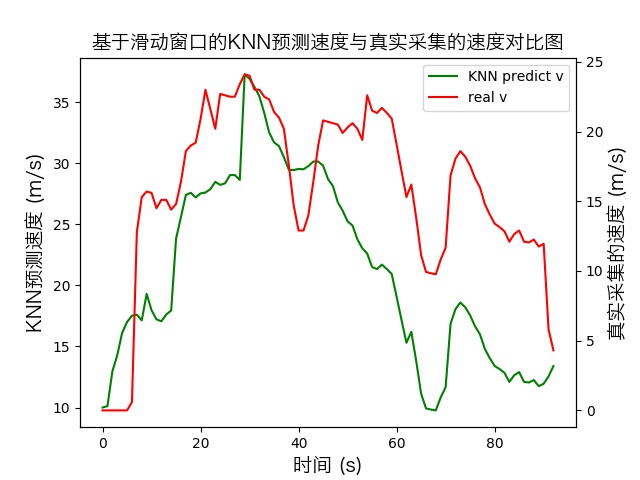 基于滑动窗口的KNN预测速度与真实采集的速度对比图
KNN predict v
real v
KNN预测速度 (m/s)
35
30
25
20
15
10
25
20
15
10
5
0
真实采集的速度 (m/s)
0 20 40 60 80
时间 (s)